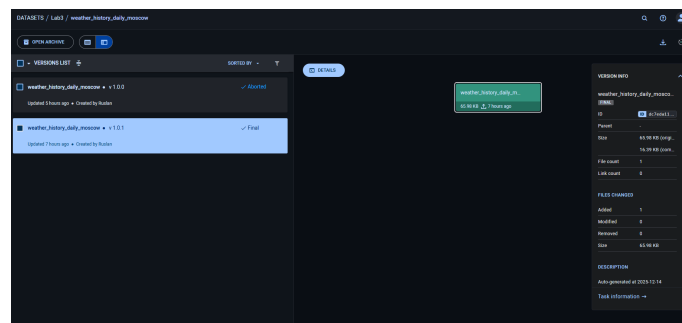 DATASETS / Lab3 / weather_history_daily_moscow
OPEN ARCHIVE
VERSIONS LIST
SORTED BY
weather_history_daily_moscow • v 1.0.0
Aborted
Updated 5 hours ago • Created by Ruslan
weather_history_daily_moscow • v 1.0.1
Final
Updated 7 hours ago • Created by Ruslan
DETAILS
weather_history_daily_m...
65.98 KB 7 hours ago
VERSION INFO
weather_history_daily_mosco...
FINAL
ID
Parent -
Size 65.98 KB (origi...
16.39 KB (com...
File count 1
Link count 0
FILES CHANGED
Added 1
Modified 0
Removed 0
Size 65.98 KB
DESCRIPTION
Auto-generated at 2025-12-14
Task information →